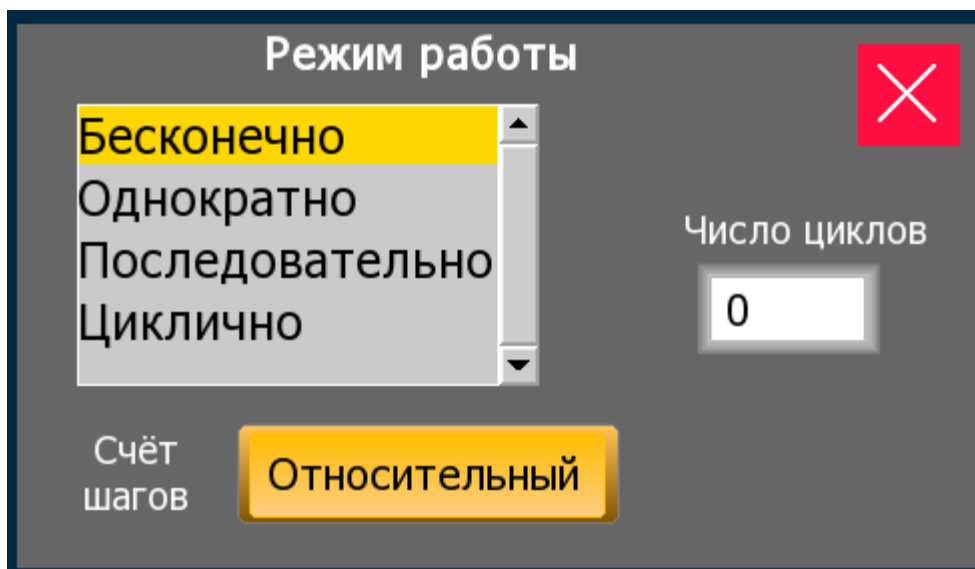 Режим работы
Бесконечно
Однократно
Последовательно
Циклично
Число циклов
0
Счёт
шагов
Относительный